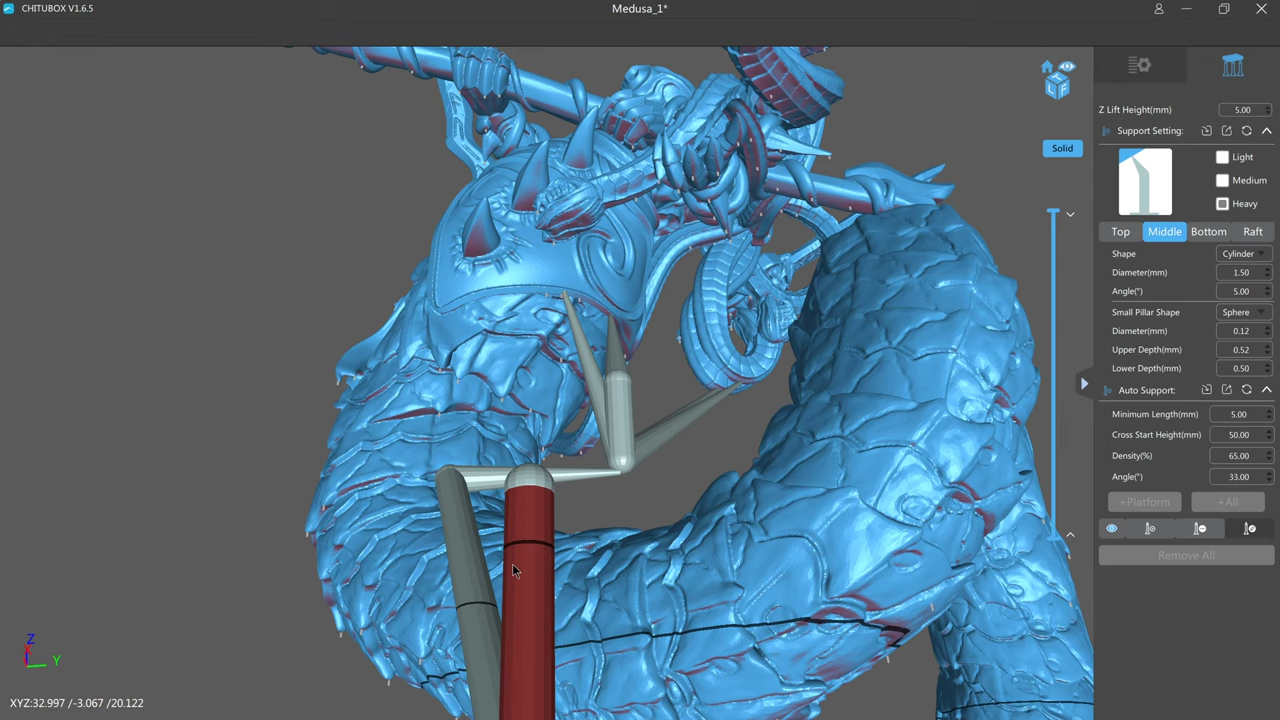 CHITUBOX V1.6.5
Medusa_1*
Z Lift Height(mm) 5.00
Support Setting:
Light
Medium
Heavy
Top Middle Bottom Raft
Shape Cylinder
Diameter(mm) 1.50
Angle(°) 5.00
Small Pillar Shape Sphere
Diameter(mm) 0.12
Upper Depth(mm) 0.52
Lower Depth(mm) 0.50
Auto Support:
Minimum Length(mm) 5.00
Cross Start Height(mm) 50.00
Density(%) 65.00
Angle(°) 33.00
+Platform +All
Remove All
Solid
T
L F
Z
X
Y
XYZ:32.997 /-3.067 /20.122